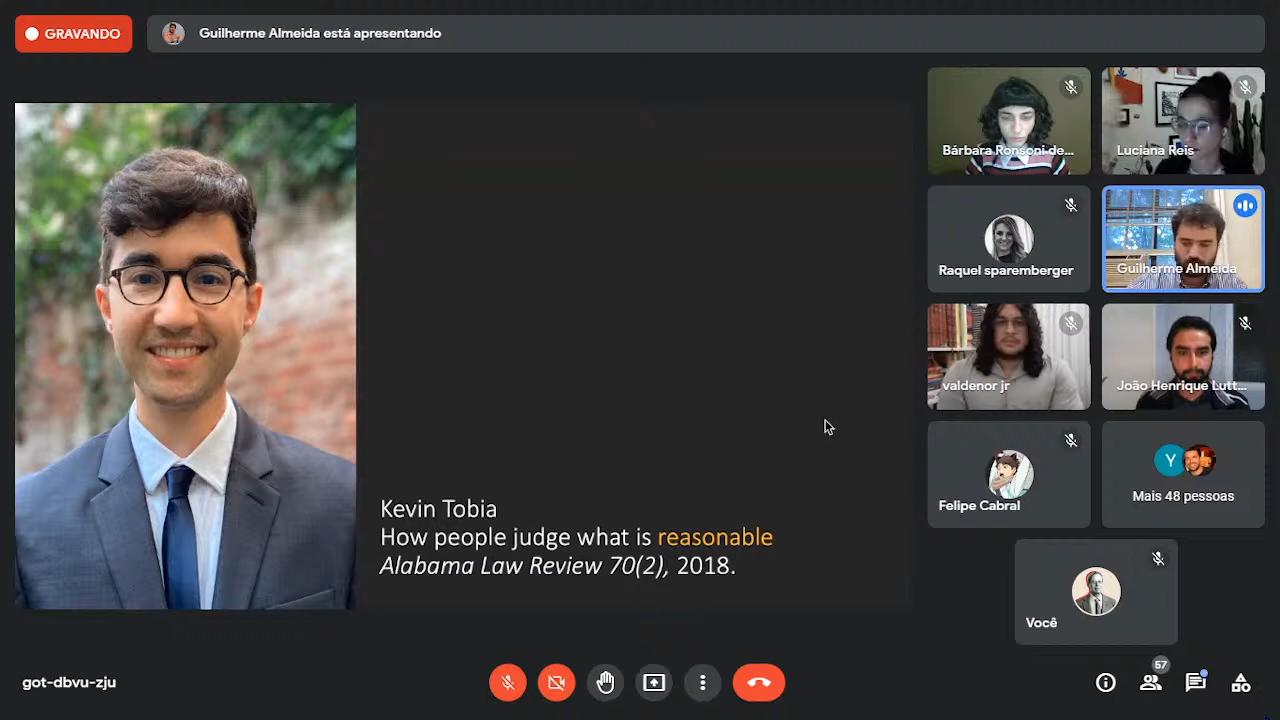 GRAVANDO
Guilherme Almeida está apresentando
Bárbara Ronsoni de...
Luciana Reis
Raquel sparemberger
Guilherme Almeida
valdenor jr
João Henrique Lutt...
Felipe Cabral
Y
Mais 48 pessoas
Kevin Tobia
How people judge what is reasonable
Alabama Law Review 70(2), 2018.
Você
got-dbvu-zju
57